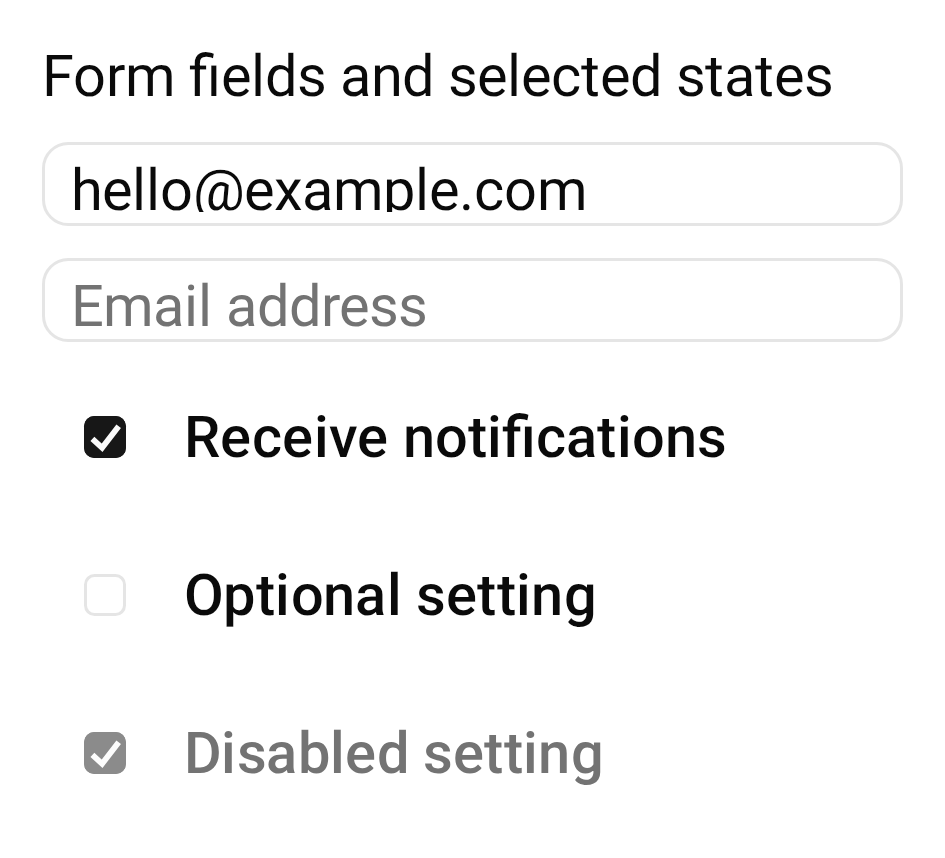 Form fields and selected states
hello@example.com
Email address
Receive notifications
Optional setting
Disabled setting